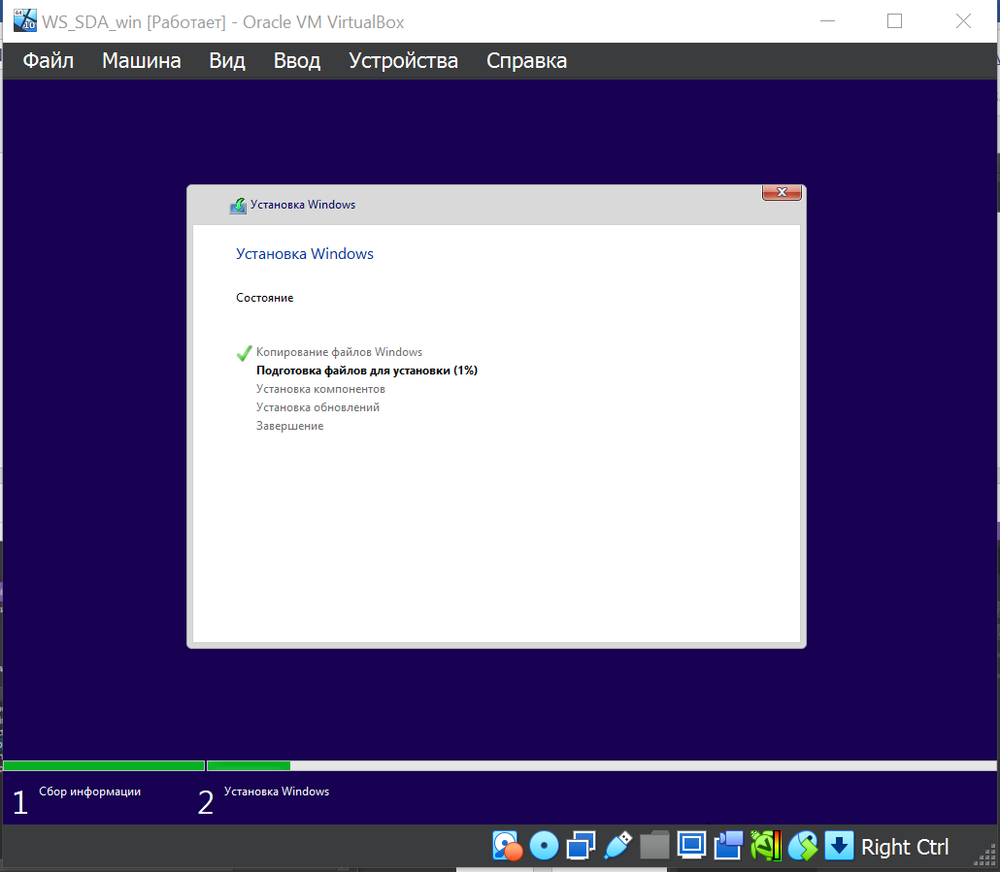 WS_SDA_win [Работает] - Oracle VM VirtualBox
Файл Машина Вид Ввод Устройства Справка
Установка Windows
Установка Windows
Состояние
Копирование файлов Windows
Подготовка файлов для установки (1%)
Установка компонентов
Установка обновлений
Завершение
1 Сбор информации 2 Установка Windows
Right Ctrl